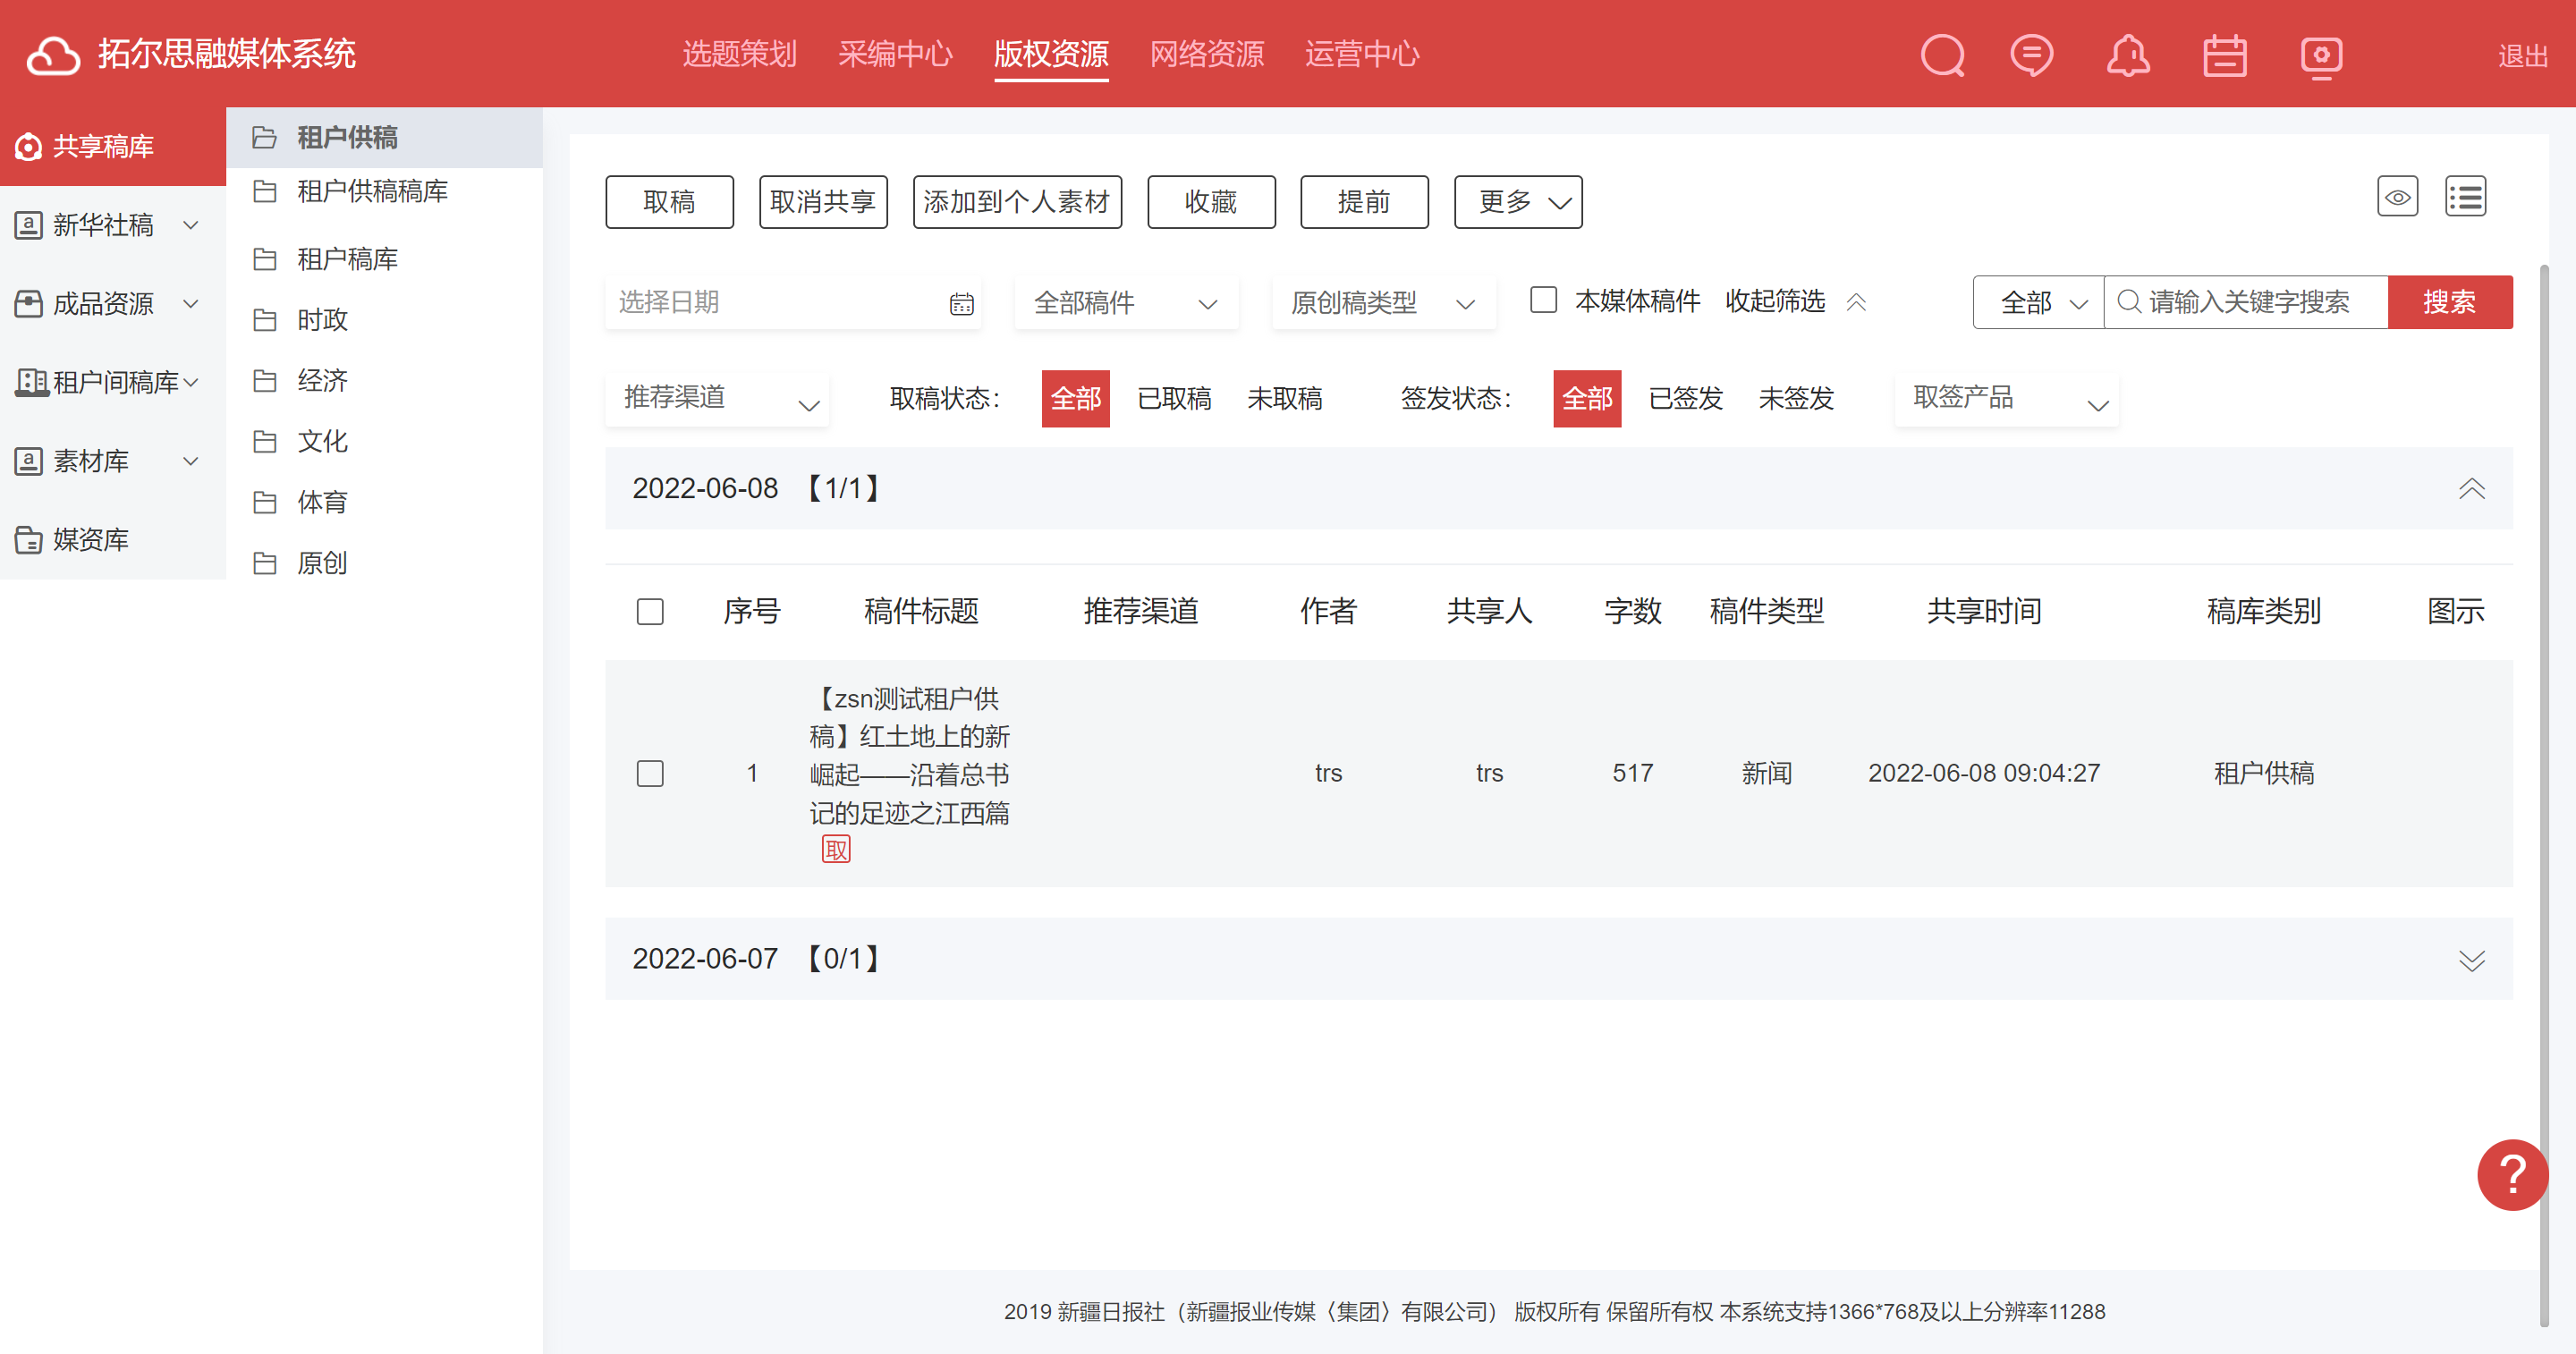 拓尔思融媒体系统
选题策划 采编中心 版权资源 网络资源 运营中心
退出
共享稿库
新华社稿
成品资源
租户间稿库
素材库
媒资库
租户供稿
租户供稿稿库
租户稿库
时政
经济
文化
体育
原创
取稿 取消共享 添加到个人素材 收藏 提前 更多
选择日期 全部稿件 原创稿类型 本媒体稿件 收起筛选 全部 请输入关键字搜索 搜索
推荐渠道 取稿状态： 全部 已取稿 未取稿 签发状态： 全部 已签发 未签发 取签产品
2022-06-08 【1/1】
序号 稿件标题 推荐渠道 作者 共享人 字数 稿件类型 共享时间 稿库类别 图示
【zsn测试租户供
稿】红土地上的新
崛起——沿着总书
记的足迹之江西篇
取
1 trs trs 517 新闻 2022-06-08 09:04:27 租户供稿
2022-06-07 【0/1】
?
2019 新疆日报社（新疆报业传媒〈集团〉有限公司） 版权所有 保留所有权 本系统支持1366*768及以上分辨率11288